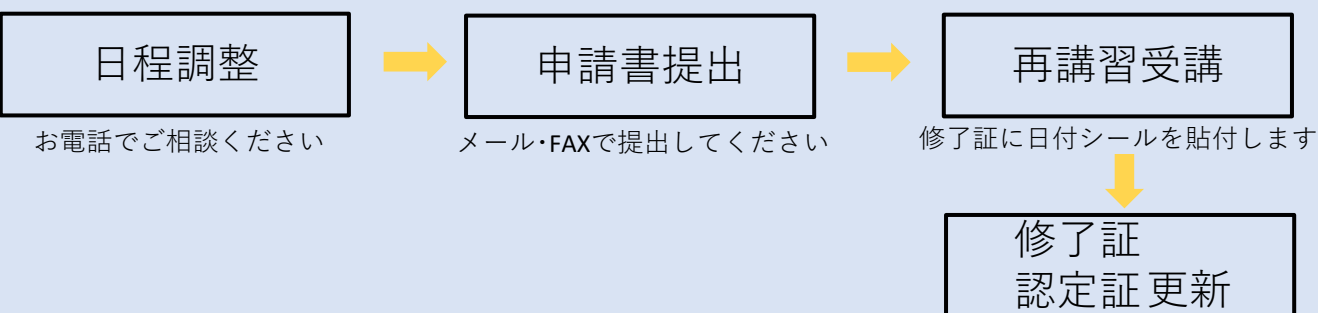 日程調整
お電話でご相談ください
申請書提出
メール・FAXで提出してください
再講習受講
修了証に日付シールを貼付します
修了証
認定証更新